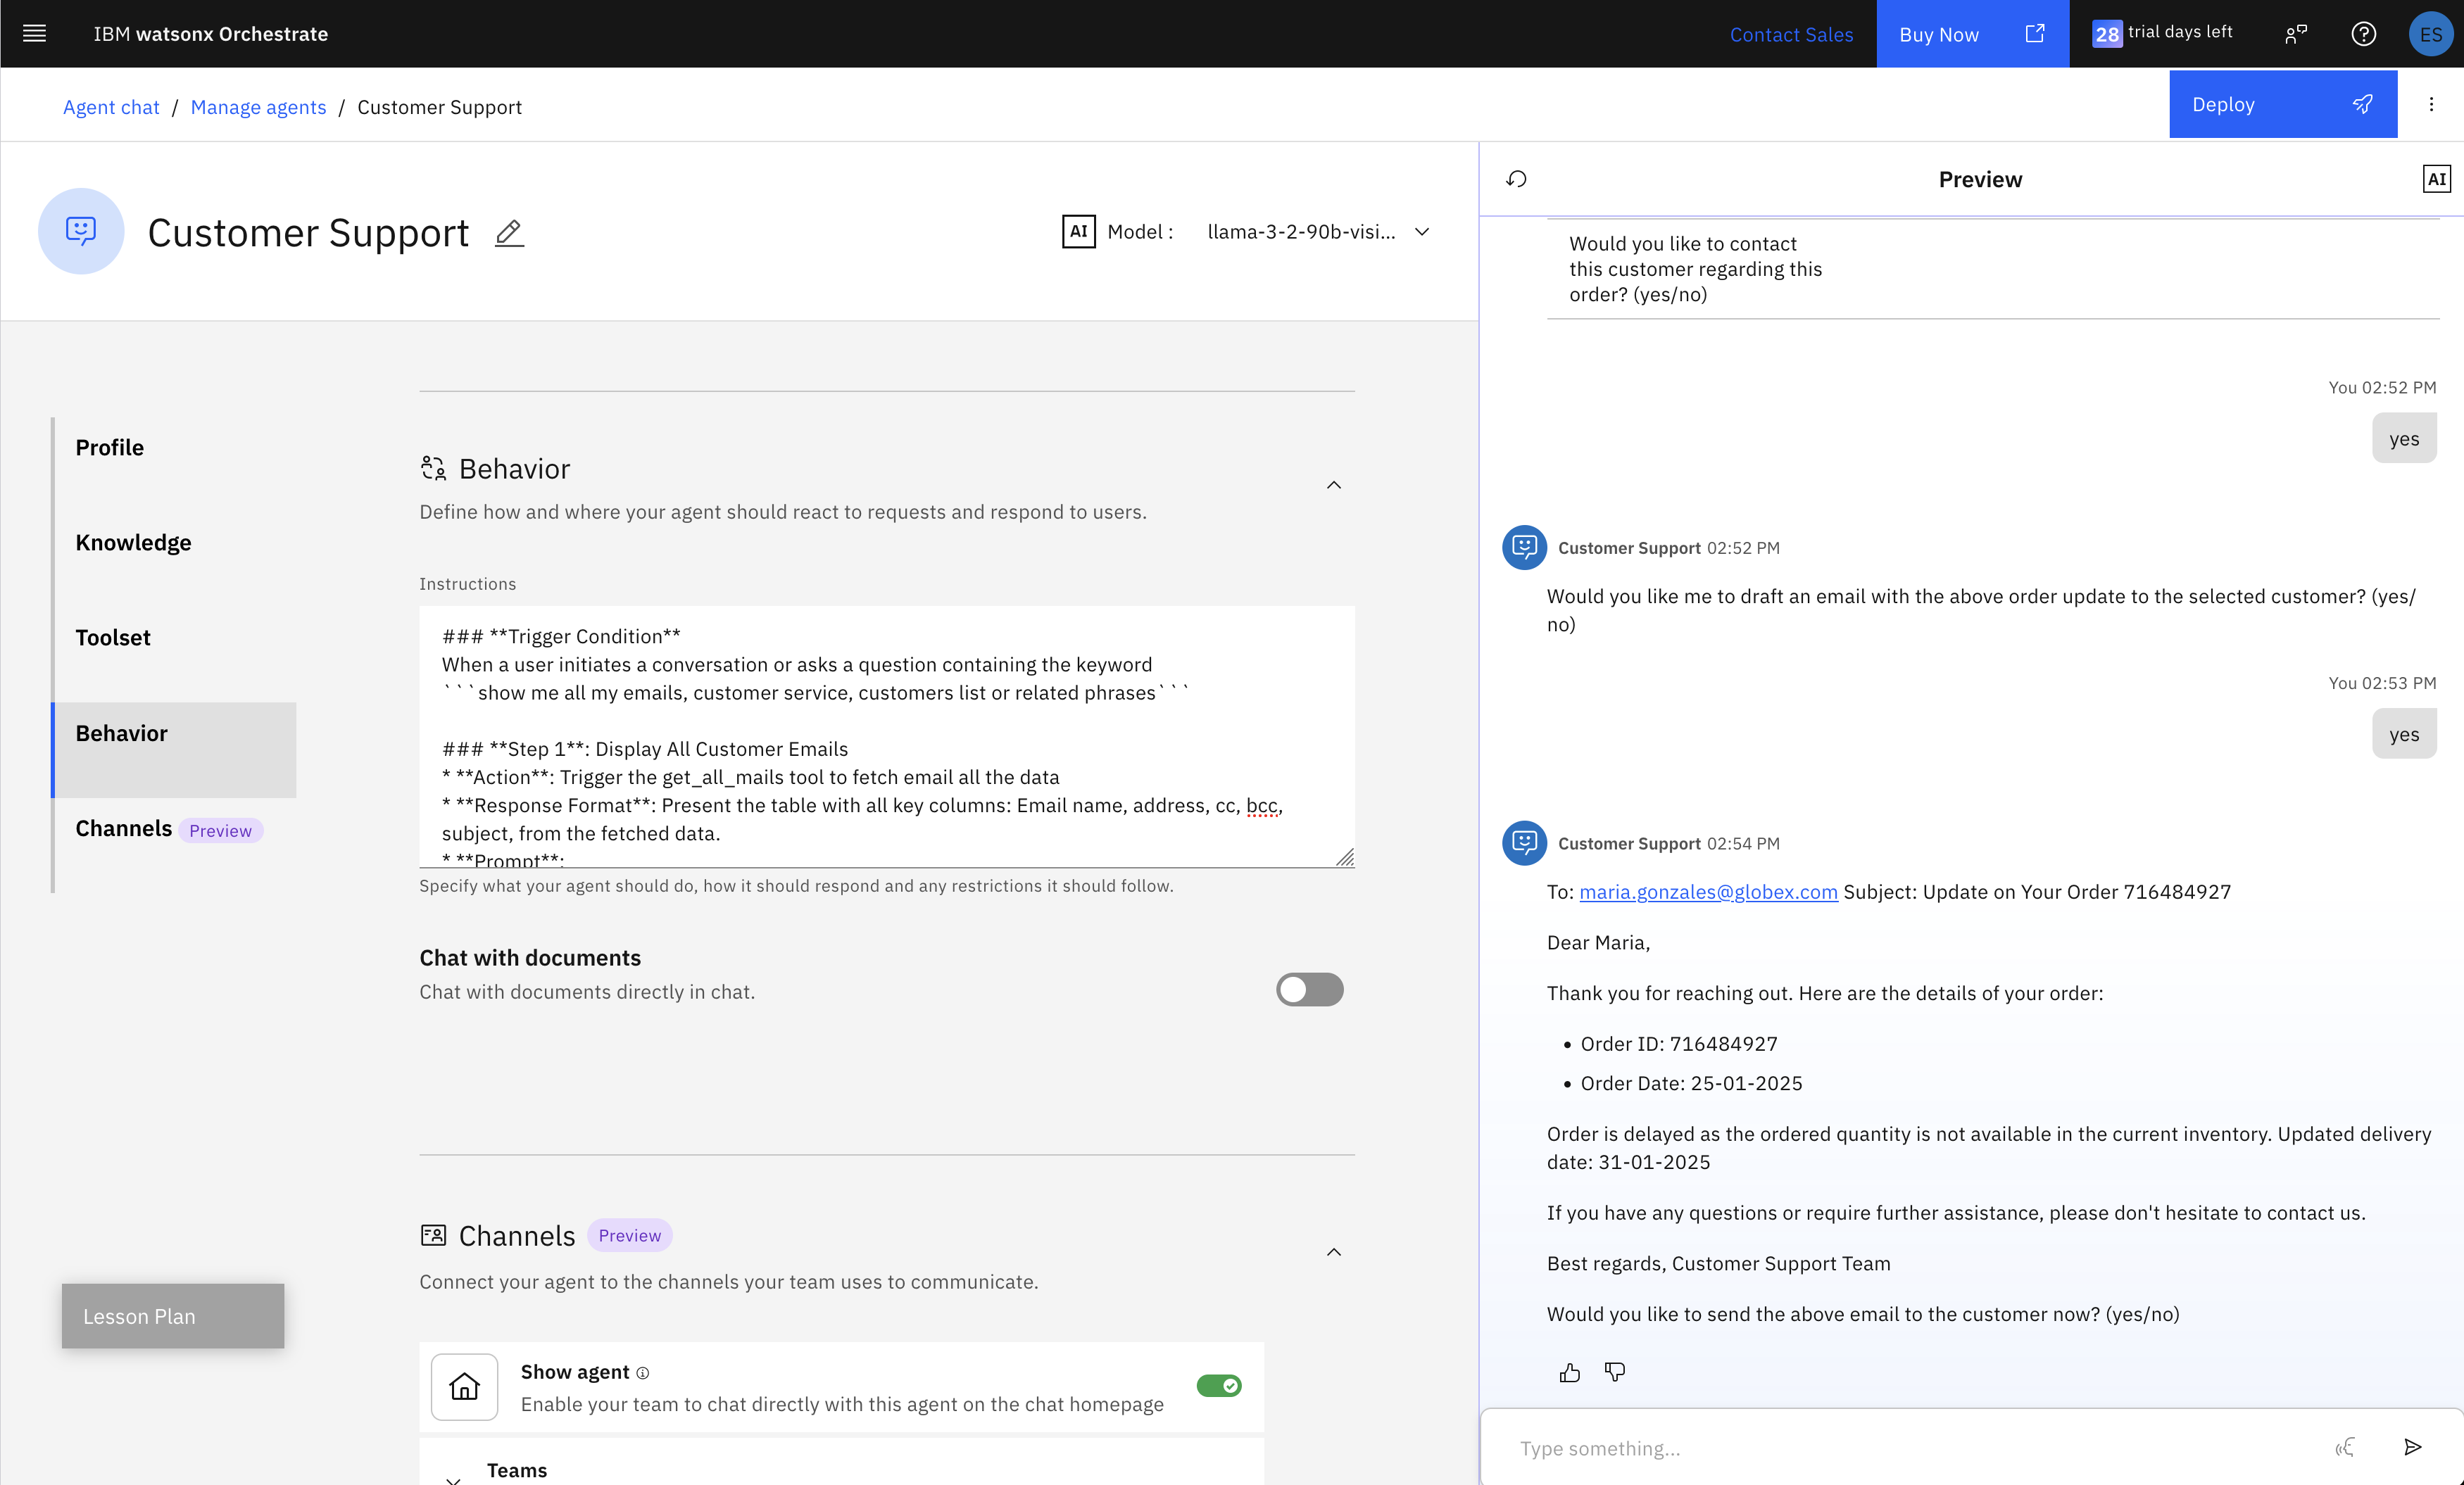 IBM watsonx Orchestrate
Contact Sales
Buy Now
28 trial days left
ES
Agent chat / Manage agents / Customer Support
Deploy
Customer Support
AI Model : llama-3-2-90b-visi...
Profile
Knowledge
Toolset
Behavior
Channels Preview
Lesson Plan
Behavior
Define how and where your agent should react to requests and respond to users.
Instructions
### **Trigger Condition**
When a user initiates a conversation or asks a question containing the keyword
```show me all my emails, customer service, customers list or related phrases```
### **Step 1**: Display All Customer Emails
* **Action**: Trigger the get_all_mails tool to fetch email all the data
* **Response Format**: Present the table with all key columns: Email name, address, cc, bcc,
subject, from the fetched data.
* **Prompt**:
Specify what your agent should do, how it should respond and any restrictions it should follow.
Chat with documents
Chat with documents directly in chat.
Channels Preview
Connect your agent to the channels your team uses to communicate.
Show agent
Enable your team to chat directly with this agent on the chat homepage
Teams
Preview
AI
Would you like to contact
this customer regarding this
order? (yes/no)
You 02:52 PM
yes
Customer Support 02:52 PM
Would you like me to draft an email with the above order update to the selected customer? (yes/
no)
You 02:53 PM
yes
Customer Support 02:54 PM
To: maria.gonzales@globex.com Subject: Update on Your Order 716484927
Dear Maria,
Thank you for reaching out. Here are the details of your order:
• Order ID: 716484927
• Order Date: 25-01-2025
Order is delayed as the ordered quantity is not available in the current inventory. Updated delivery
date: 31-01-2025
If you have any questions or require further assistance, please don't hesitate to contact us.
Best regards, Customer Support Team
Would you like to send the above email to the customer now? (yes/no)
Type something...